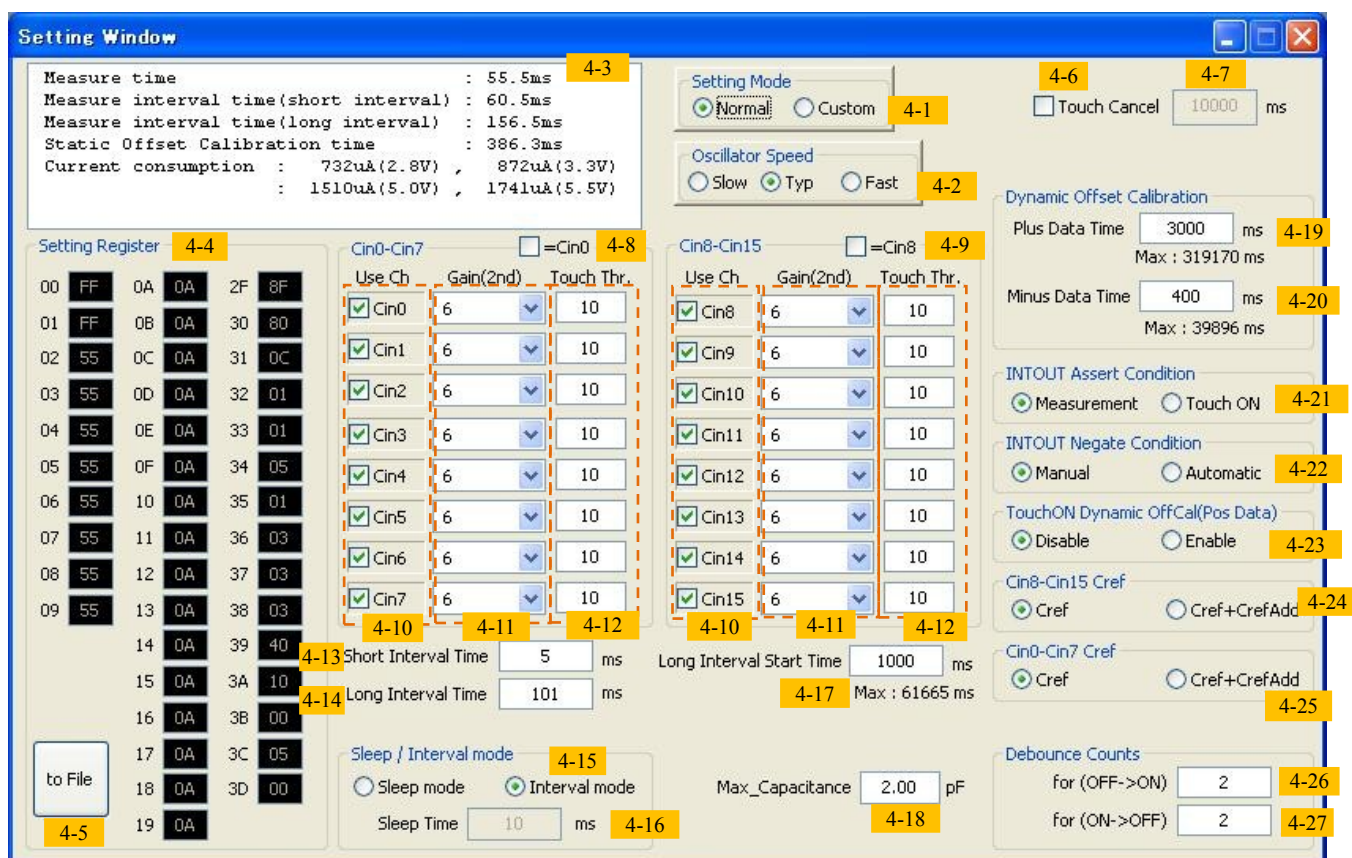 Setting Window
Measure time : 55.5ms
4-3
Measure interval time(short interval) : 60.5ms
Measure interval time(long interval) : 156.5ms
Static Offset Calibration time : 386.3ms
Current consumption : 732uA(2.8V) , 872uA(3.3V)
: 1510uA(5.0V) , 1741uA(5.5V)
Setting Mode
Normal Custom 4-1
Oscillator Speed
Slow Typ Fast 4-2
4-6 4-7
Touch Cancel 10000 ms
Setting Register 4-4
00 FF 0A 0A 2F 8F
01 FF 0B 0A 30 80
02 55 0C 0A 31 0C
03 55 0D 0A 32 01
04 55 0E 0A 33 01
05 55 0F 0A 34 05
06 55 10 0A 35 01
07 55 11 0A 36 03
08 55 12 0A 37 03
09 55 13 0A 38 03
14 0A 39 40
15 0A 3A 10
16 0A 3B 00
17 0A 3C 05
18 0A 3D 00
19 0A
to File
4-5
Cin0-Cin7 =Cin0 4-8
Use Ch Gain(2nd) Touch Thr.
Cin0 6 10
Cin1 6 10
Cin2 6 10
Cin3 6 10
Cin4 6 10
Cin5 6 10
Cin6 6 10
Cin7 6 10
4-10 4-11 4-12
Cin8-Cin15 =Cin8 4-9
Use Ch Gain(2nd) Touch Thr.
Cin8 6 10
Cin9 6 10
Cin10 6 10
Cin11 6 10
Cin12 6 10
Cin13 6 10
Cin14 6 10
Cin15 6 10
4-10 4-11 4-12
4-13 Short Interval Time 5 ms
4-14 Long Interval Time 101 ms
Long Interval Start Time 1000 ms
4-17 Max : 61665 ms
Sleep / Interval mode 4-15
Sleep mode Interval mode
Sleep Time 10 ms 4-16
Max_Capacitance 2.00 pF
4-18
Dynamic Offset Calibration
Plus Data Time 3000 ms 4-19
Max : 319170 ms
Minus Data Time 400 ms 4-20
Max : 39896 ms
INTOUT Assert Condition
Measurement Touch ON 4-21
INTOUT Negate Condition
Manual Automatic 4-22
TouchON Dynamic OffCal(Pos Data)
Disable Enable 4-23
Cin8-Cin15 Cref
Cref Cref+CrefAdd 4-24
Cin0-Cin7 Cref
Cref Cref+CrefAdd
4-25
Debounce Counts
for (OFF->ON) 2 4-26
for (ON->OFF) 2 4-27